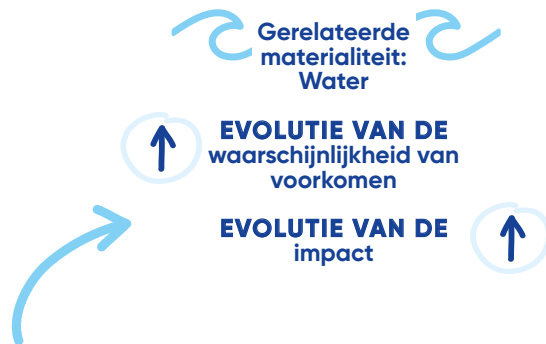 Gerelateerde
materialiteit:
Water
EVOLUTIE VAN DE
waarschijnlijkheid van
voorkomen
EVOLUTIE VAN DE
impact